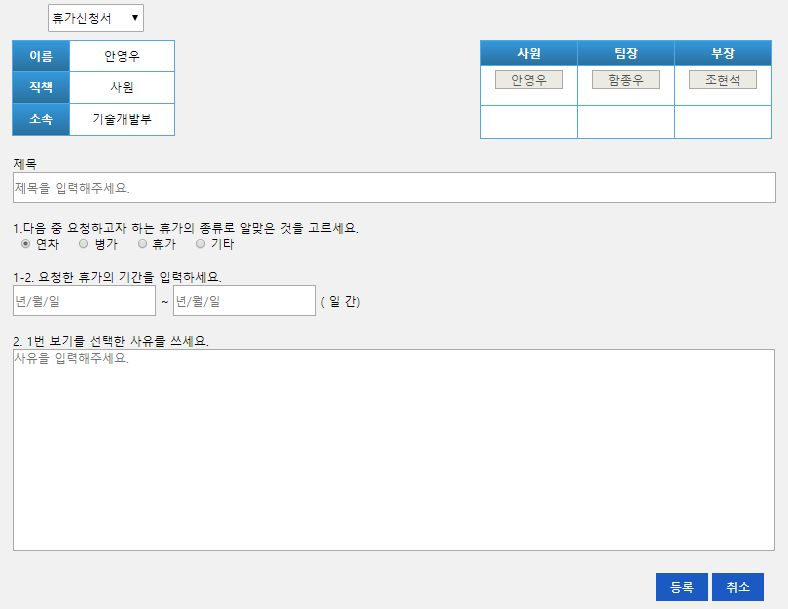 휴가신청서
이름 안영우
직책 사원
소속 기술개발부
사원 팀장 부장
안영우 함종우 조현석
제목
제목을 입력해주세요.
1.다음 중 요청하고자 하는 휴가의 종류로 알맞은 것을 고르세요.
연차 병가 휴가 기타
1-2. 요청한 휴가의 기간을 입력하세요.
년/월/일 ~ 년/월/일 ( 일 간)
2. 1번 보기를 선택한 사유를 쓰세요.
사유을 입력해주세요.
등록 취소